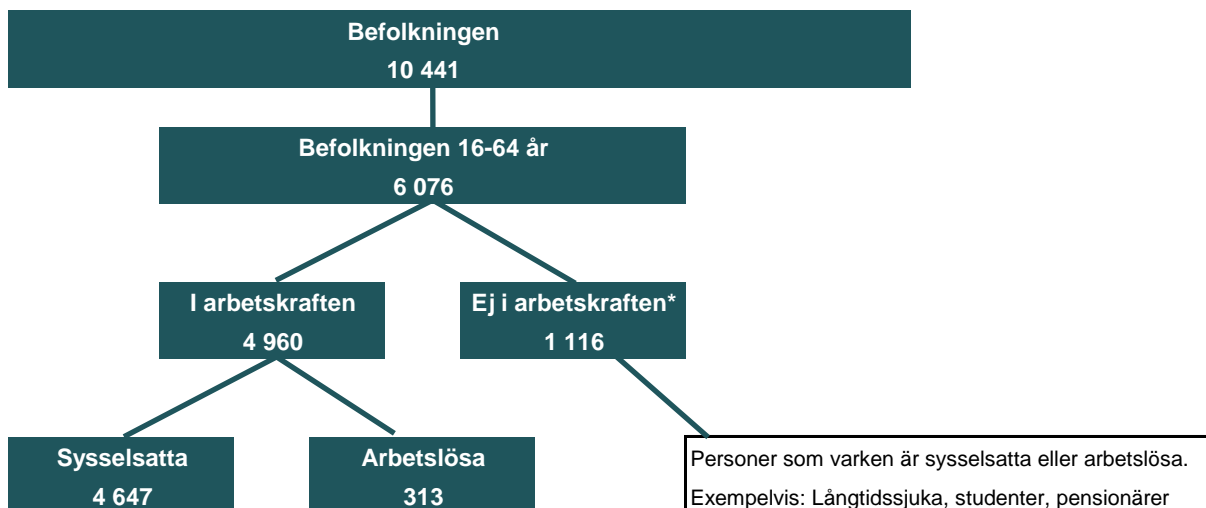 Befolkningen
10 441
Befolkningen 16-64 år
6 076
I arbetskraften
4 960
Ej i arbetskraften*
1 116
Sysselsatta
4 647
Arbetslösa
313
Personer som varken är sysselsatta eller arbetslösa.
Exempelvis: Långtidssjuka, studenter, pensionärer